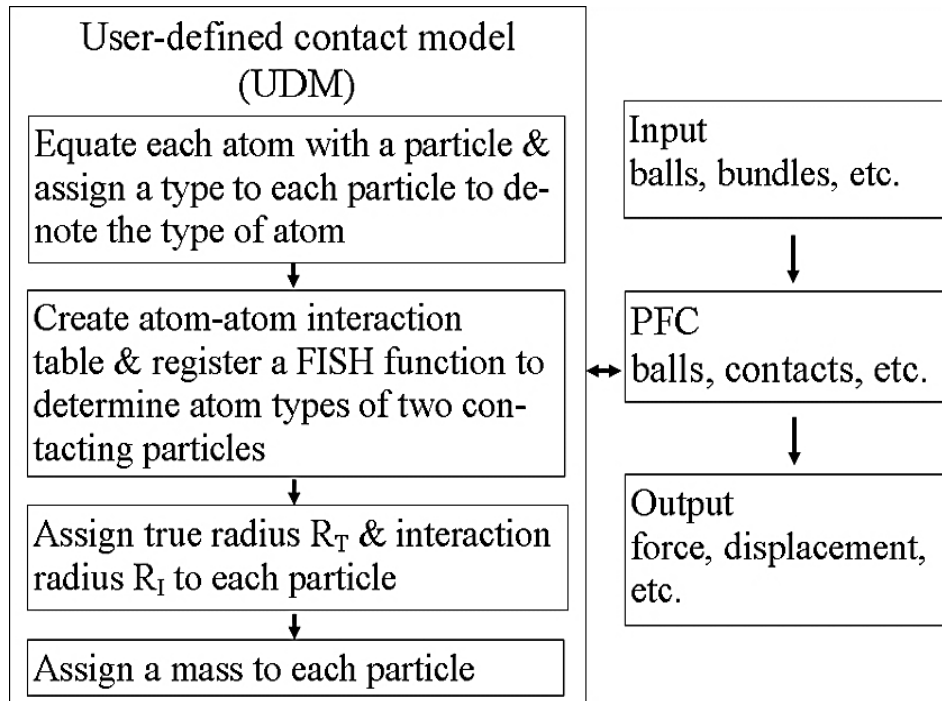 User-defined contact model
(UDM)
Equate each atom with a particle &
assign a type to each particle to de-
note the type of atom
Create atom-atom interaction
table & register a FISH function to
determine atom types of two con-
tacting particles
Assign true radius R_T & interaction
radius R_I to each particle
Assign a mass to each particle
Input
balls, bundles, etc.
PFC
balls, contacts, etc.
Output
force, displacement,
etc.